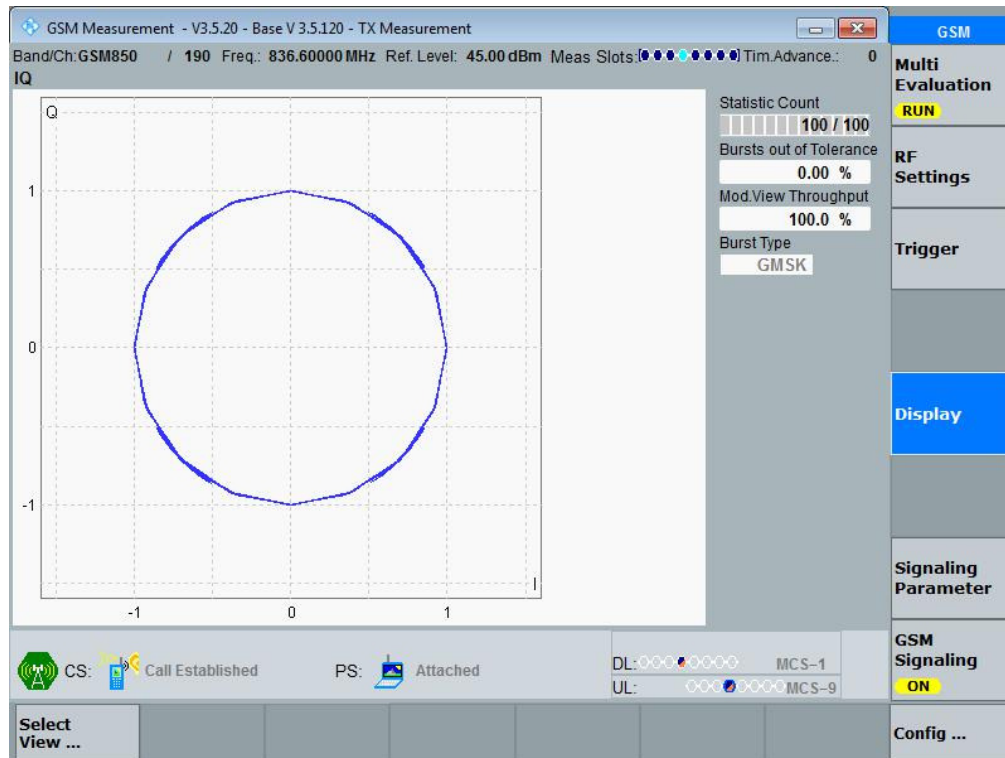 GSM Measurement - V3.5.20 - Base V 3.5.120 - TX Measurement
GSM
Band/Ch:GSM850 / 190 Freq.: 836.60000 MHz Ref. Level: 45.00 dBm Meas Slots: Tim.Advance.: 0
IQ
Multi
Evaluation
RUN
Q
Statistic Count
100 / 100
Bursts out of Tolerance
0.00 %
Mod.View Throughput
100.0 %
Burst Type
GMSK
RF
Settings
Trigger
1
0
-1
I
-1 0 1
Display
Signaling
Parameter
GSM
Signaling
ON
CS: Call Established PS: Attached DL: MCS-1
UL: MCS-9
Select
View ...
Config ...